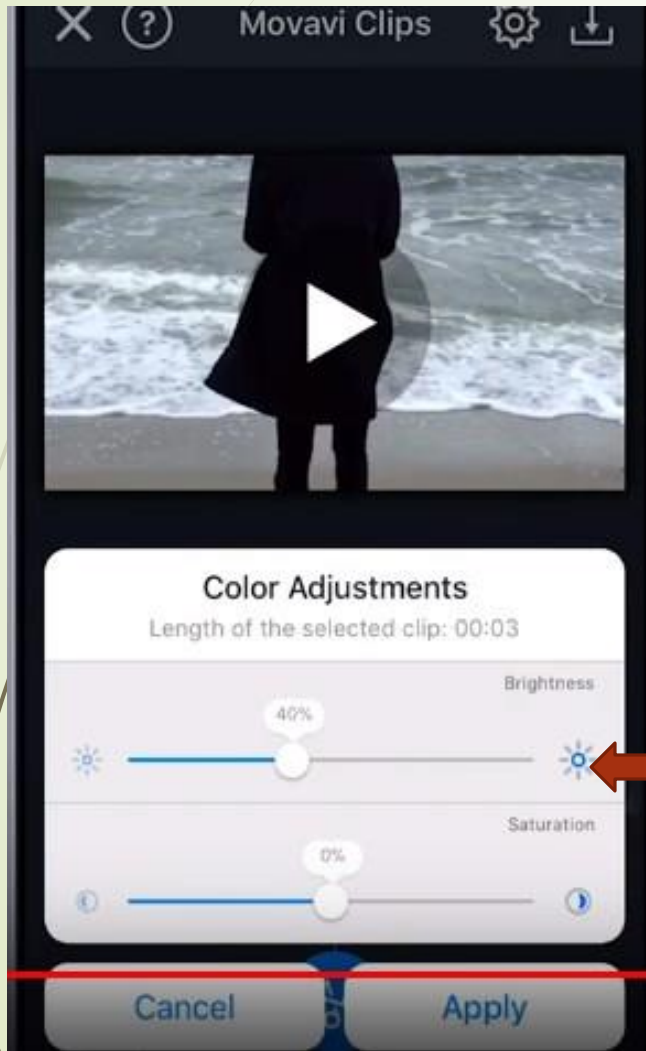 Movavi Clips
Color Adjustments
Length of the selected clip: 00:03
Brightness
40%
Saturation
0%
Cancel Apply